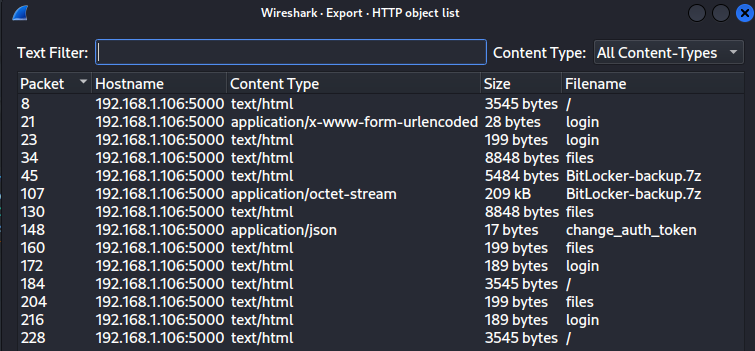 Wireshark · Export · HTTP object list
Text Filter: Content Type: All Content-Types
Packet Hostname Content Type Size Filename
8 192.168.1.106:5000 text/html 3545 bytes /
21 192.168.1.106:5000 application/x-www-form-urlencoded 28 bytes login
23 192.168.1.106:5000 text/html 199 bytes login
34 192.168.1.106:5000 text/html 8848 bytes files
45 192.168.1.106:5000 text/html 5484 bytes BitLocker-backup.7z
107 192.168.1.106:5000 application/octet-stream 209 kB BitLocker-backup.7z
130 192.168.1.106:5000 text/html 8848 bytes files
148 192.168.1.106:5000 application/json 17 bytes change_auth_token
160 192.168.1.106:5000 text/html 199 bytes files
172 192.168.1.106:5000 text/html 189 bytes login
184 192.168.1.106:5000 text/html 3545 bytes /
204 192.168.1.106:5000 text/html 199 bytes files
216 192.168.1.106:5000 text/html 189 bytes login
228 192.168.1.106:5000 text/html 3545 bytes /